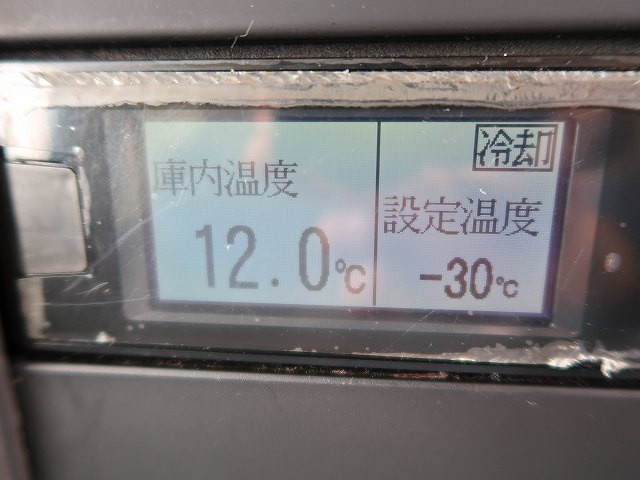 庫内温度
12.0℃
冷却
設定温度
-30℃